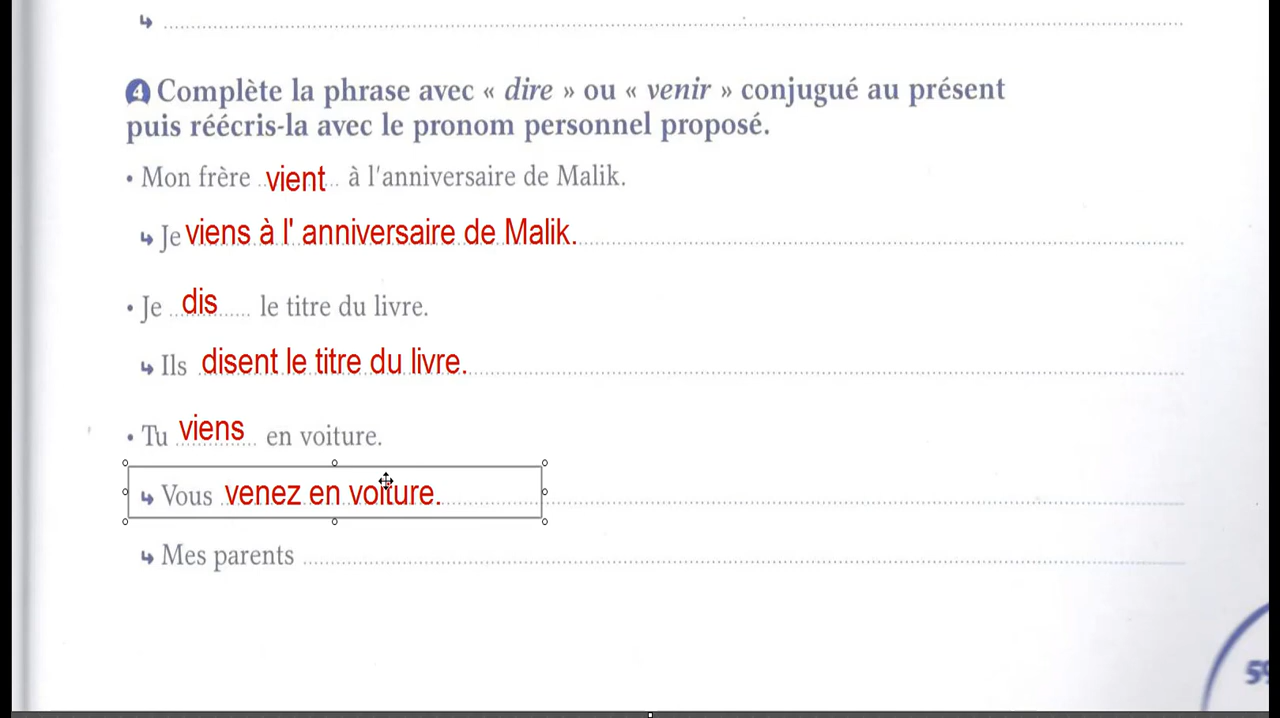 ↳
4 Complète la phrase avec « dire » ou « venir » conjugué au présent
puis réécris-la avec le pronom personnel proposé.
• Mon frère vient à l'anniversaire de Malik.
↳ Je viens à l' anniversaire de Malik.
• Je dis le titre du livre.
↳ Ils disent le titre du livre.
• Tu viens en voiture.
↳ Vous venez en voiture.
↳ Mes parents
59